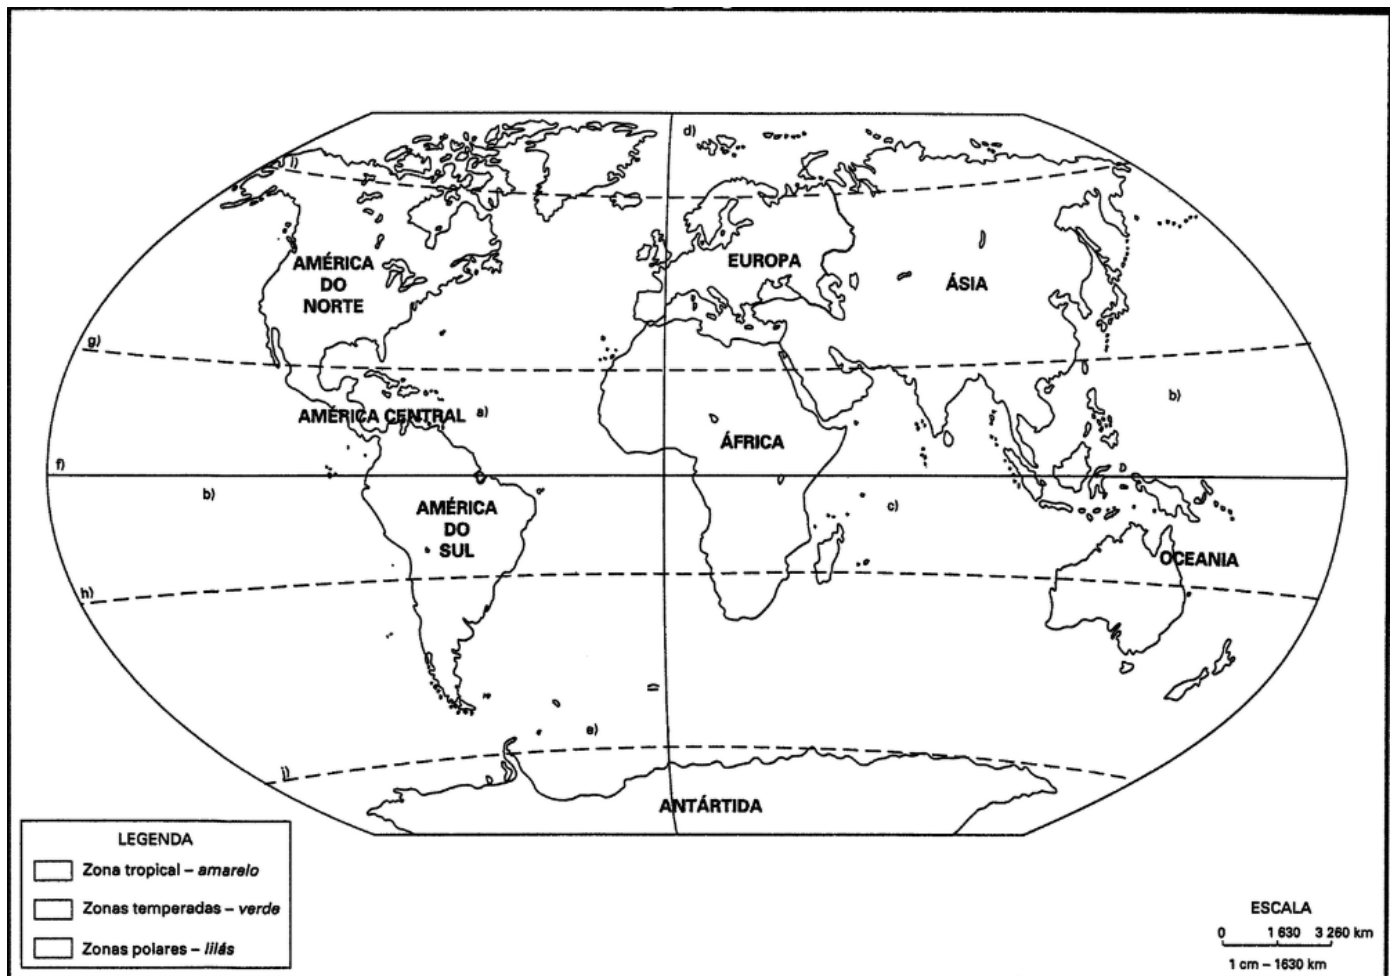 d)
i)
AMÉRICA
DO
NORTE
EUROPA
ÁSIA
g)
AMÉRICA CENTRAL
a)
b)
ÁFRICA
f)
b)
AMÉRICA
DO
SUL
c)
OCEANIA
h)
e)
j)
ANTÁRTIDA
LEGENDA
Zona tropical – amarelo
Zonas temperadas – verde
Zonas polares – lilás
ESCALA
0 1 630 3 260 km
1 cm – 1630 km